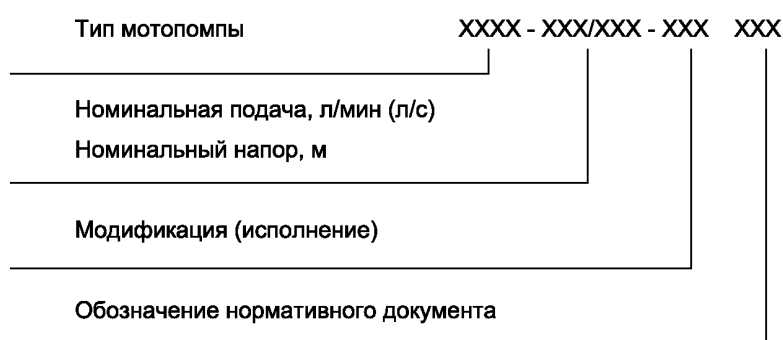 Тип мотопомпы XXXX - XXX/XXX - XXX XXX
Номинальная подача, л/мин (л/с)
Номинальный напор, м
Модификация (исполнение)
Обозначение нормативного документа